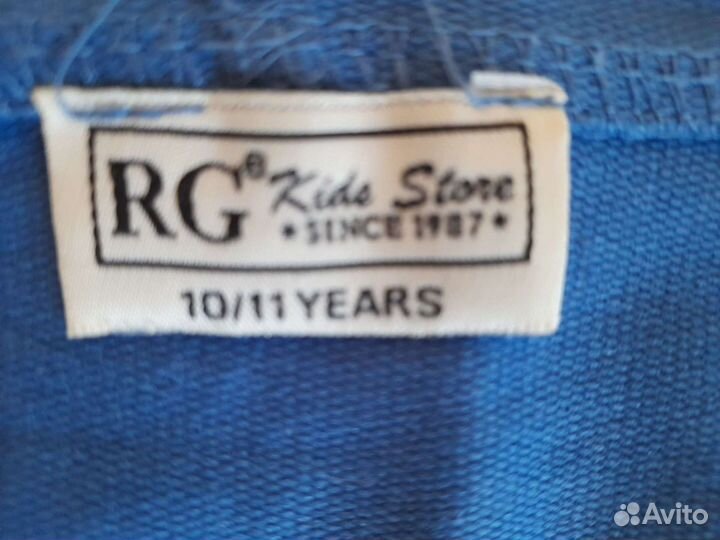 RG® Kids Store
*SINCE 1987*
10/11 YEARS
Avito